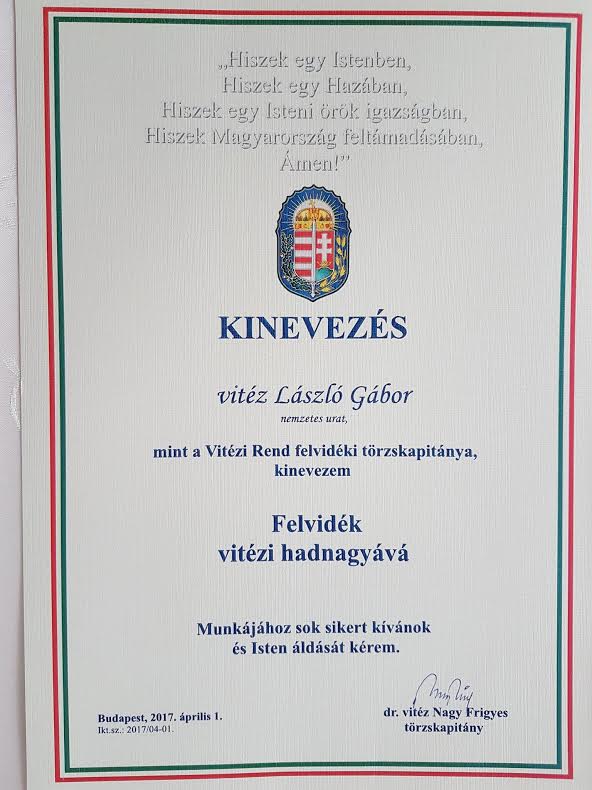 „Hiszek egy Istenben,
Hiszek egy Hazában,
Hiszek egy Isteni örök igazságban,
Hiszek Magyarország feltámadásában,
Ámen!”
KINEVEZÉS
vitéz László Gábor
nemzetes urat,
mint a Vitézi Rend felvidéki törzskapitánya,
kinevezem
Felvidék
vitézi hadnagyává
Munkájához sok sikert kívánok
és Isten áldását kérem.
Budapest, 2017. április 1.
Ikt.sz.: 2017/04-01.
dr. vitéz Nagy Frigyes
törzskapitány